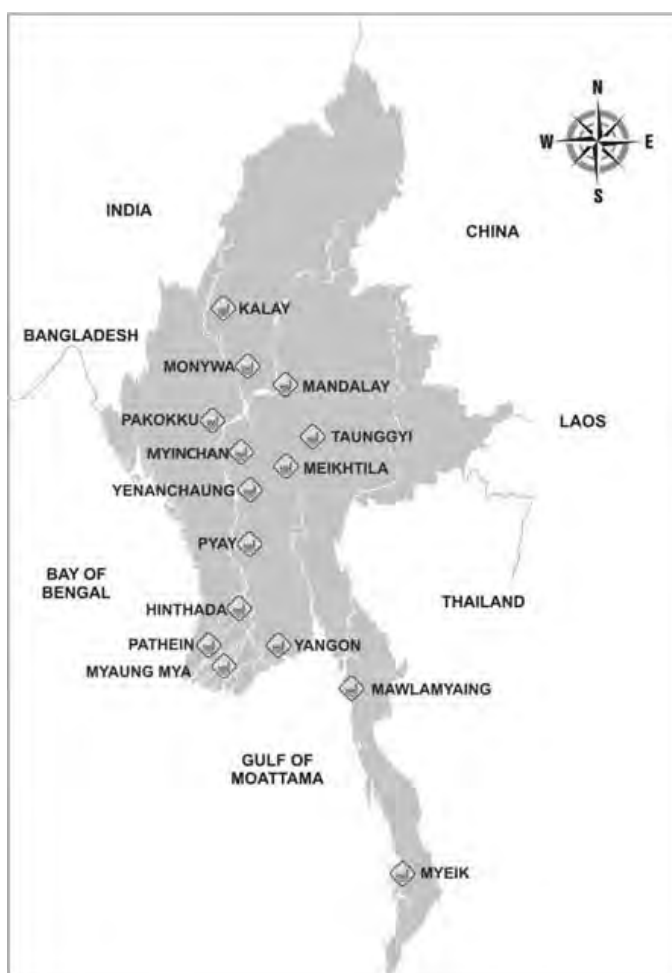 N
W
E
S
INDIA
CHINA
KALAY
BANGLADESH
MONYWA
MANDALAY
PAKOKKU
LAOS
TAUNGGYI
MYINCHAN
MEIKHTILA
YENANCHAUNG
PYAY
BAY OF
BENGAL
THAILAND
HINTHADA
PATHEIN
YANGON
MYAUNG MYA
MAWLAMYAING
GULF OF
MOATTAMA
MYEIK